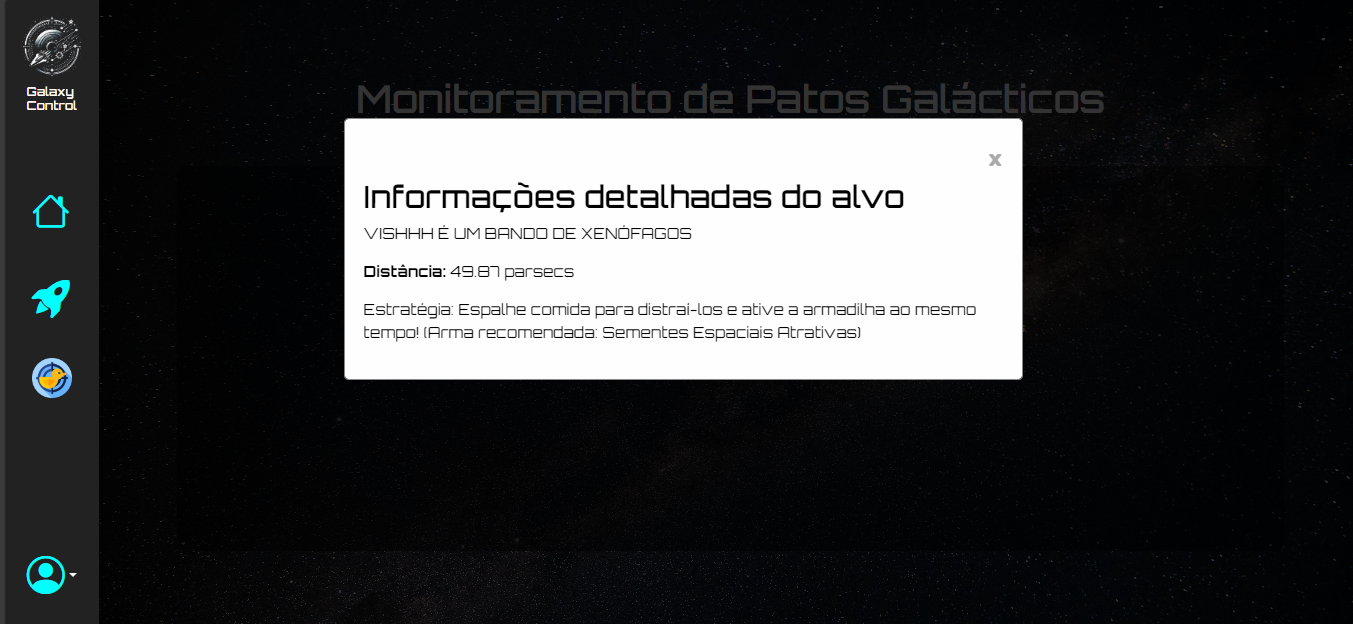 Galaxy
Control
Monitoramento de Patos Galácticos
x
Informações detalhadas do alvo
VISHHH É UM BANDO DE XENÓFAGOS
Distância: 49.87 parsecs
Estratégia: Espalhe comida para distraí-los e ative a armadilha ao mesmo
tempo! (Arma recomendada: Sementes Espaciais Atrativas)